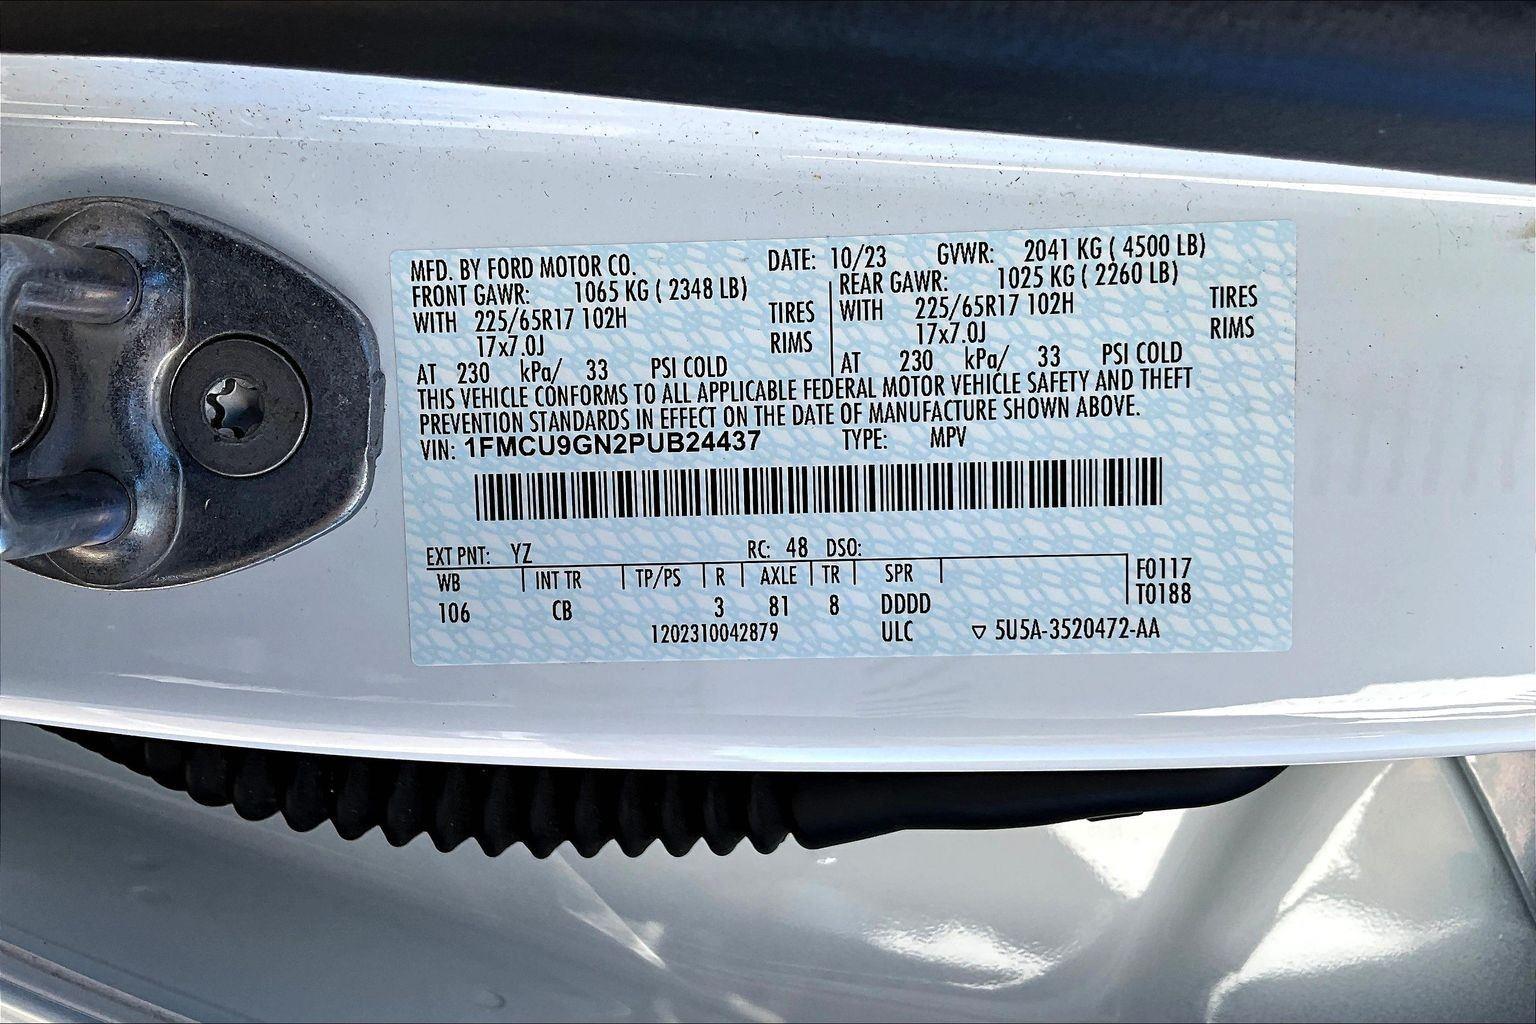 MFD. BY FORD MOTOR CO. DATE: 10/23 GVWR: 2041 KG ( 4500 LB)
FRONT GAWR: 1065 KG ( 2348 LB) REAR GAWR: 1025 KG ( 2260 LB)
WITH 225/65R17 102H TIRES WITH 225/65R17 102H TIRES
17x7.0J RIMS 17x7.0J RIMS
AT 230 kPa/ 33 PSI COLD AT 230 kPa/ 33 PSI COLD
THIS VEHICLE CONFORMS TO ALL APPLICABLE FEDERAL MOTOR VEHICLE SAFETY AND THEFT
PREVENTION STANDARDS IN EFFECT ON THE DATE OF MANUFACTURE SHOWN ABOVE.
VIN: 1FMCU9GN2PUB24437 TYPE: MPV
EXT PNT: YZ RC: 48 DSO:
WB INT TR TP/PS R AXLE TR SPR F0117
106 CB 3 81 8 DDDD T0188
1202310042879 ULC ▽ 5U5A-3520472-AA